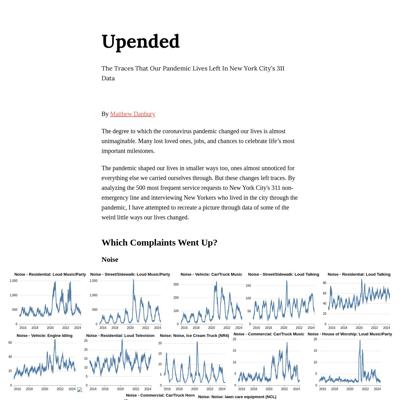 Upended
The Traces That Our Pandemic Lives Left In New York City's 311
Data
By Matthew Danbury
The degree to which the coronavirus pandemic changed our lives is almost
unimaginable. Many lost loved ones, jobs, and chances to celebrate life's most
important milestones.
The pandemic shaped our lives in smaller ways too, ones almost unnoticed for
everything else we carried ourselves through. But these changes left traces. By
analyzing the 500 most frequent service requests to New York City's 311 non-
emergency line and interviewing New Yorkers who lived in the city through the
pandemic, I have attempted to recreate a picture through data of some of the
weird little ways our lives changed.
Which Complaints Went Up?
Noise
Noise - Residential: Loud Music/Party
Noise - Street/Sidewalk: Loud Music/Party
Noise - Vehicle: Car/Truck Music
Noise - Street/Sidewalk: Loud Talking
Noise - Residential: Loud Talking
Noise - Vehicle: Engine Idling
Noise - Residential: Loud Television
Noise: Noise, Ice Cream Truck (NR4)
Noise - Commercial: Car/Truck Music
Noise - House of Worship: Loud Music/Party
Noise - Commercial: Car/Truck Horn
Noise: Noise: lawn care equipment (NCL)